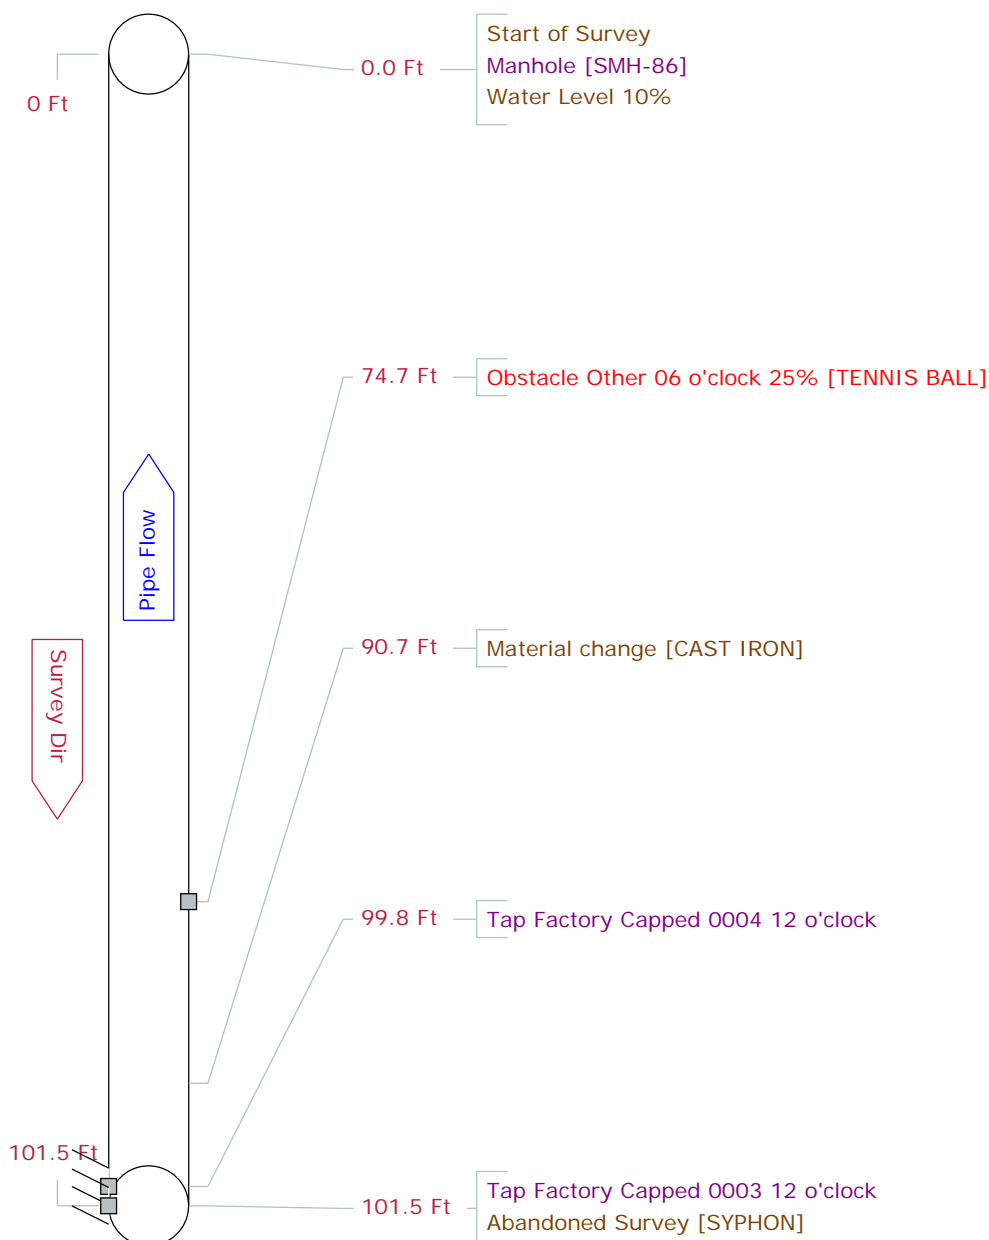 Start of Survey
0.0 Ft
Manhole [SMH-86]
Water Level 10%
0 Ft
74.7 Ft
Obstacle Other 06 o'clock 25% [TENNIS BALL]
Pipe Flow
Survey Dir
90.7 Ft
Material change [CAST IRON]
99.8 Ft
Tap Factory Capped 0004 12 o'clock
101.5 Ft
101.5 Ft
Tap Factory Capped 0003 12 o'clock
Abandoned Survey [SYPHON]